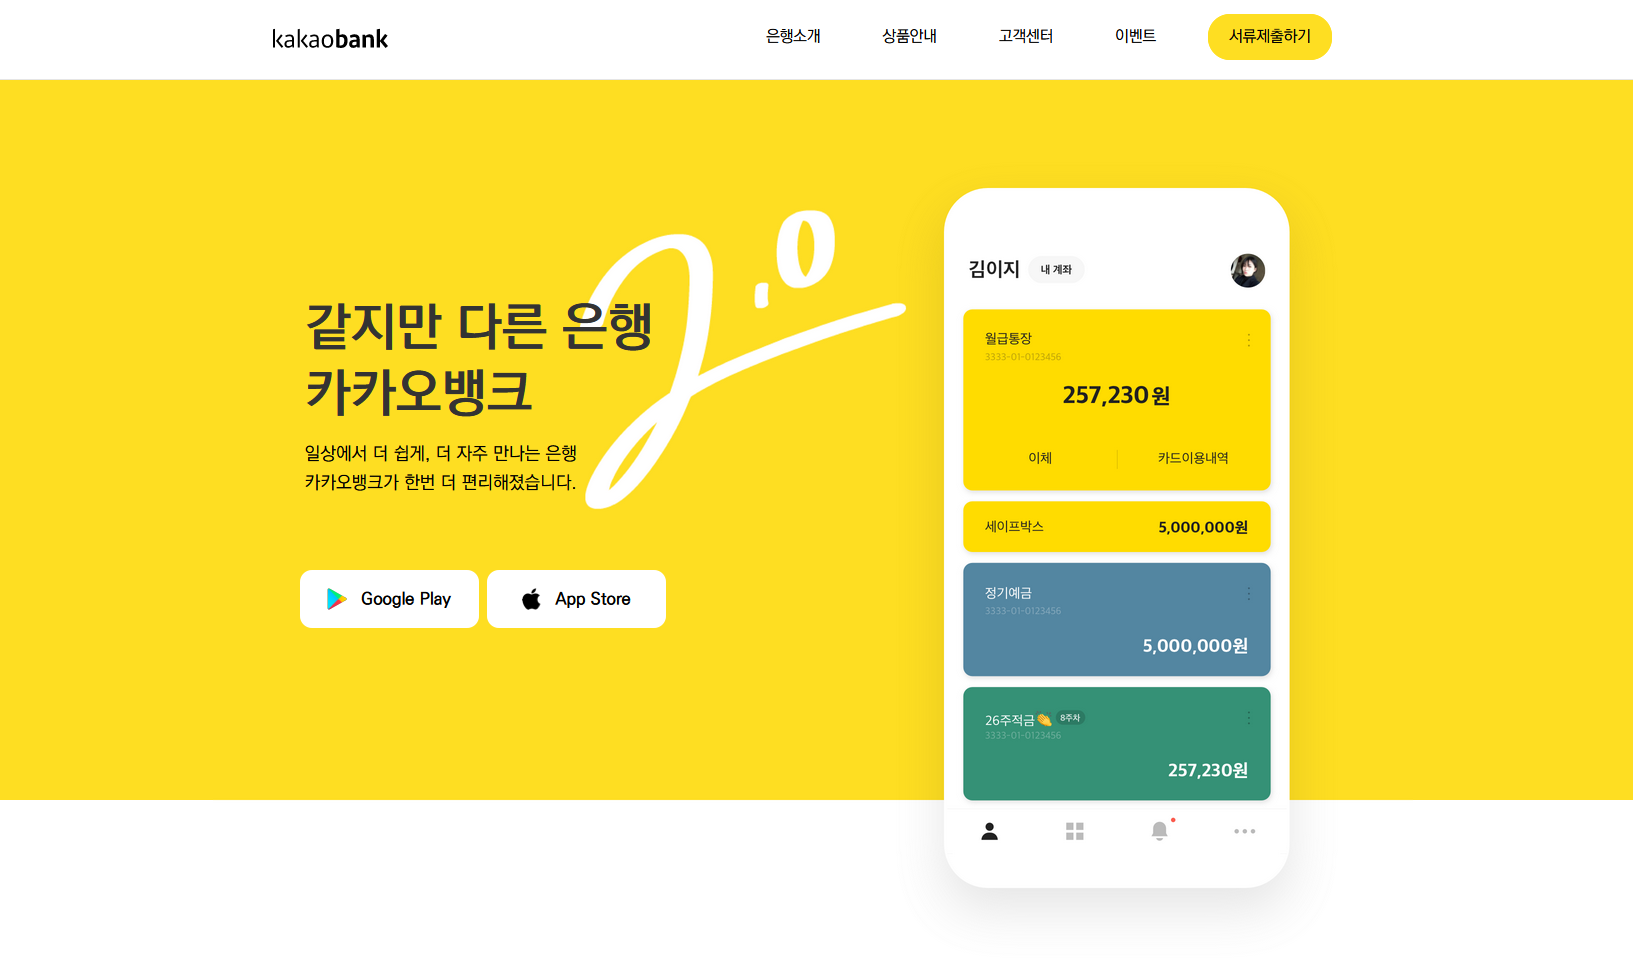 kakaobank
은행소개 상품안내 고객센터 이벤트 서류제출하기
2.0
같지만 다른 은행
카카오뱅크
일상에서 더 쉽게, 더 자주 만나는 은행
카카오뱅크가 한번 더 편리해졌습니다.
Google Play App Store
김이지 내 계좌
월급통장
3333-01-0123456
257,230원
이체 카드이용내역
세이프박스 5,000,000원
정기예금
3333-01-0123456
5,000,000원
26주적금👏 8주차
3333-01-0123456
257,230원